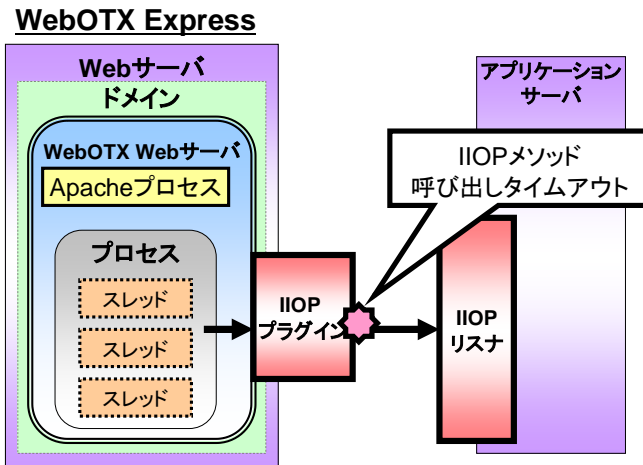 WebOTX Express
Webサーバ
ドメイン
WebOTX Webサーバ
Apacheプロセス
プロセス
スレッド
スレッド
スレッド
IIOP
プラグイン
アプリケーション
サーバ
IIOPメソッド
呼び出しタイムアウト
IIOP
リスナ